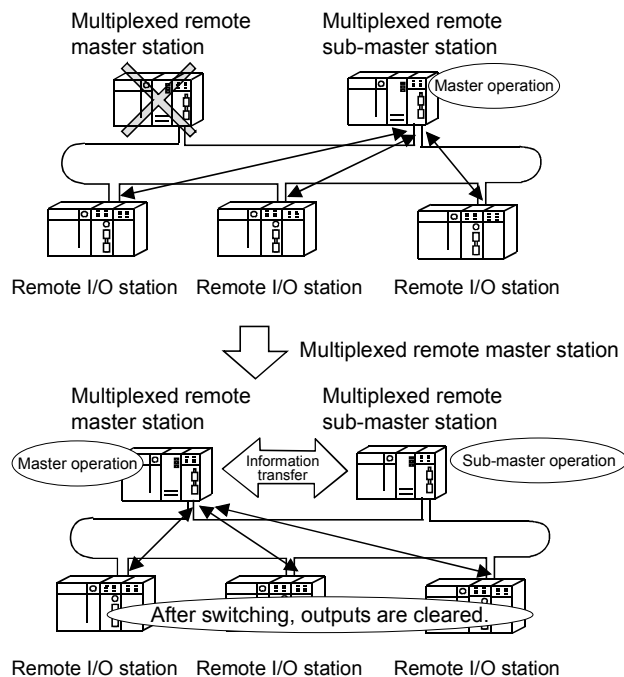 Multiplexed remote
master station
Multiplexed remote
sub-master station
Master operation
Remote I/O station
Remote I/O station
Remote I/O station
Multiplexed remote master station
Multiplexed remote
master station
Multiplexed remote
sub-master station
Master operation
Information
transfer
Sub-master operation
After switching, outputs are cleared.
Remote I/O station
Remote I/O station
Remote I/O station